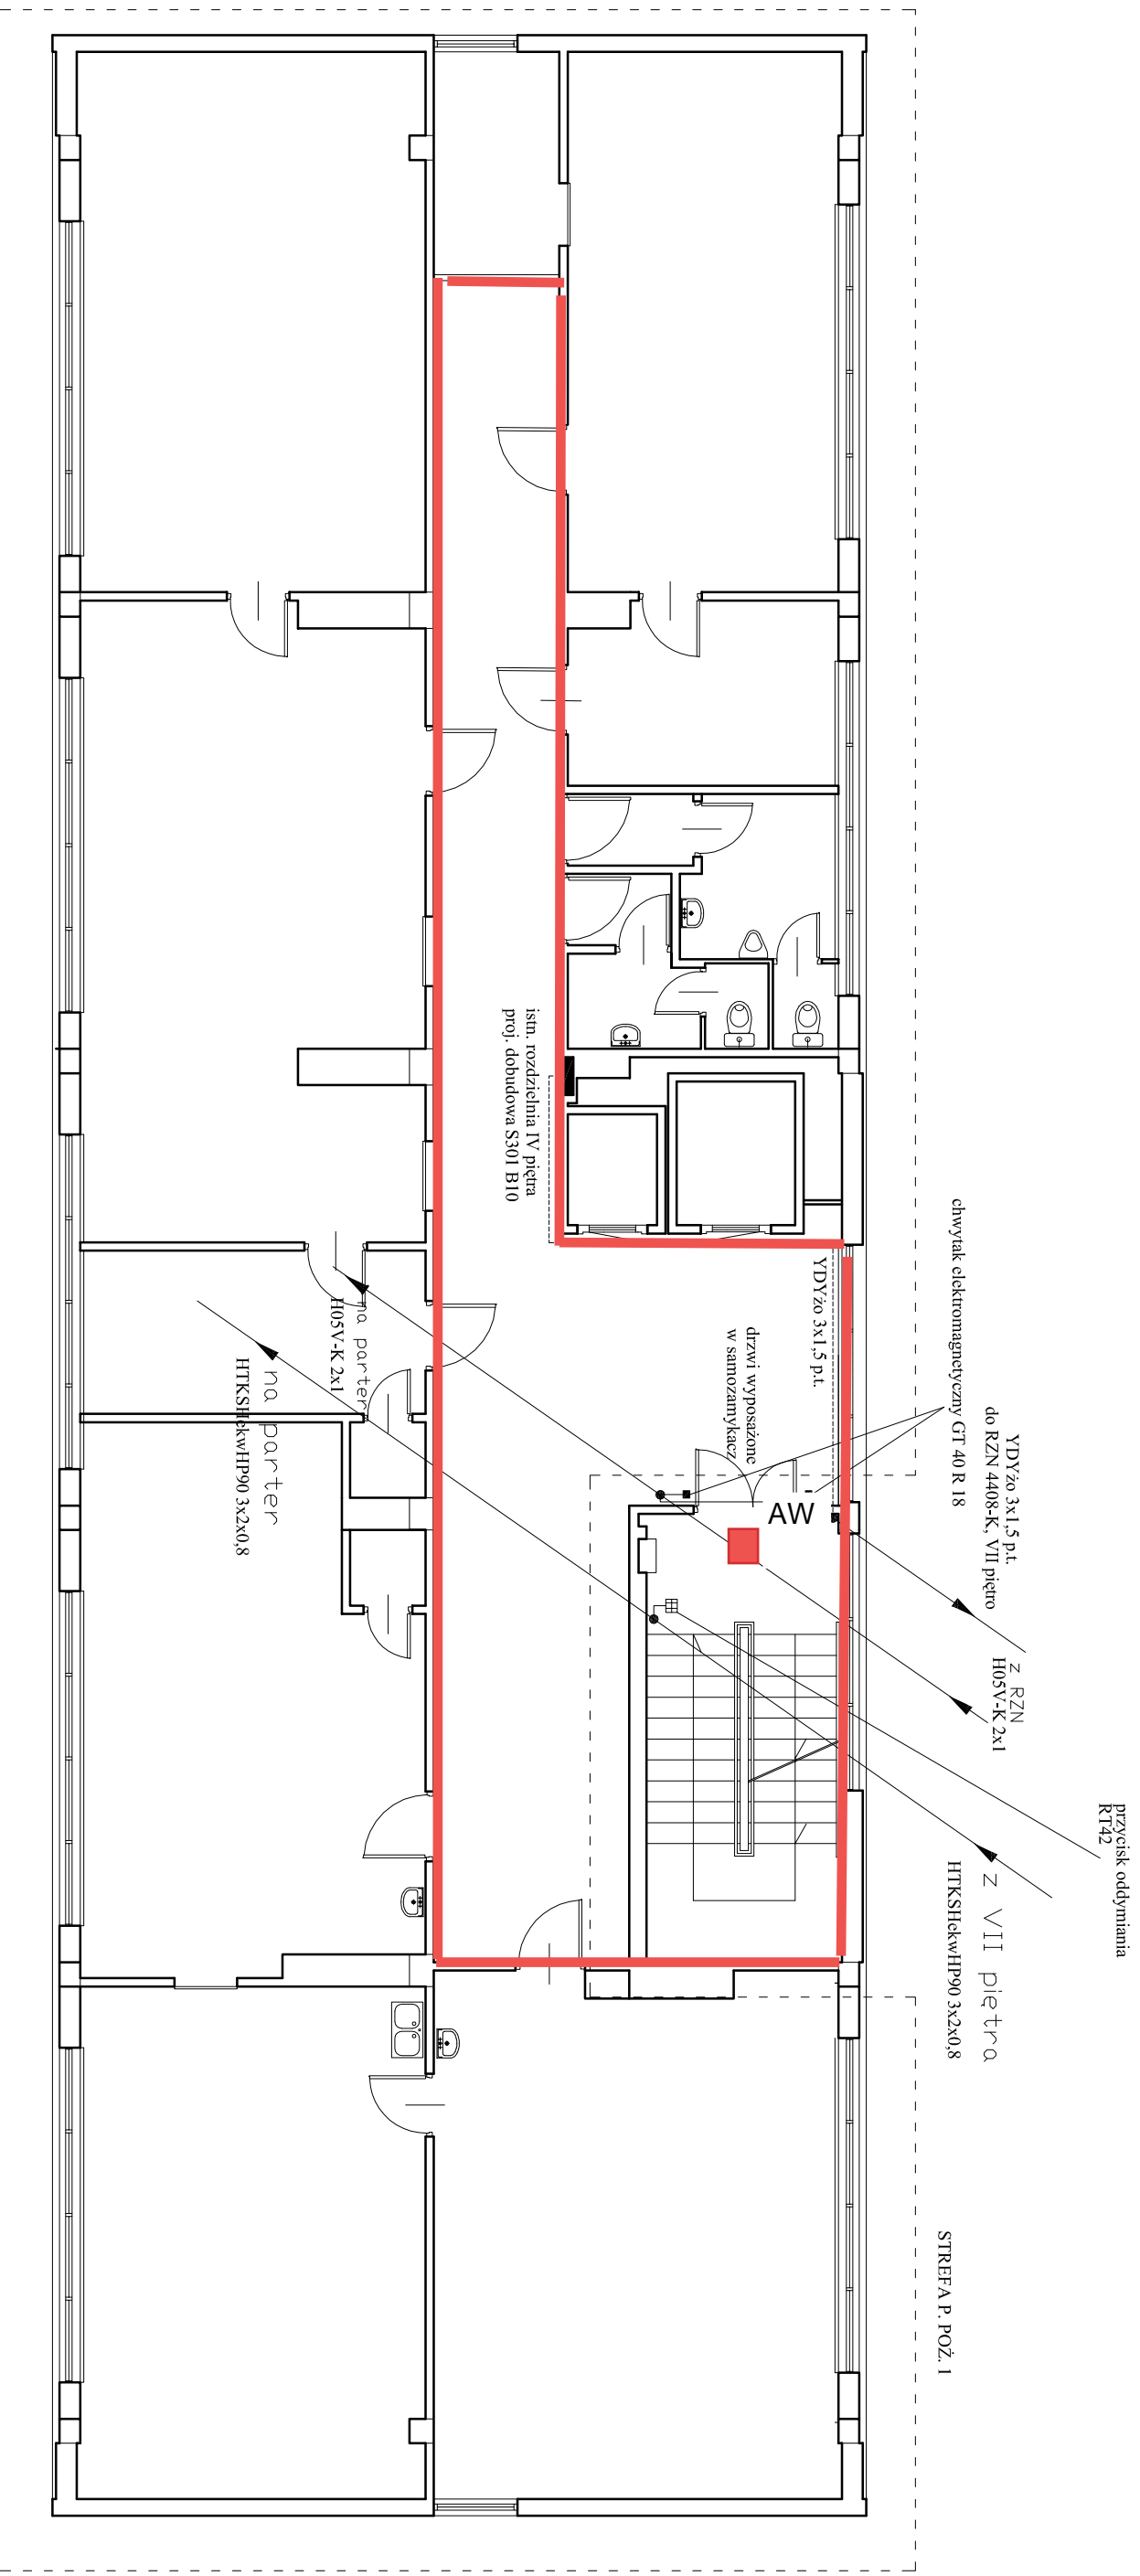 istn. rozdzielnia IV piętra
proj. dobudowa S301 B10
YDYżo 3x1,5 p.t.
drzwi wyposażone
w samozamykacz
chwytak elektromagnetyczny GT 40 R 18
YDYżo 3x1,5 p.t.
do RZN 4408-K, VII piętro
AW
na parter
H05V-K 2x1
na parter
HTKSHekwHP90 3x2x0,8
z RZN
H05V-K 2x1
przycisk oddymiania
RT42
z VII piętra
HTKSHekwHP90 3x2x0,8
STREFA P. POŻ. 1